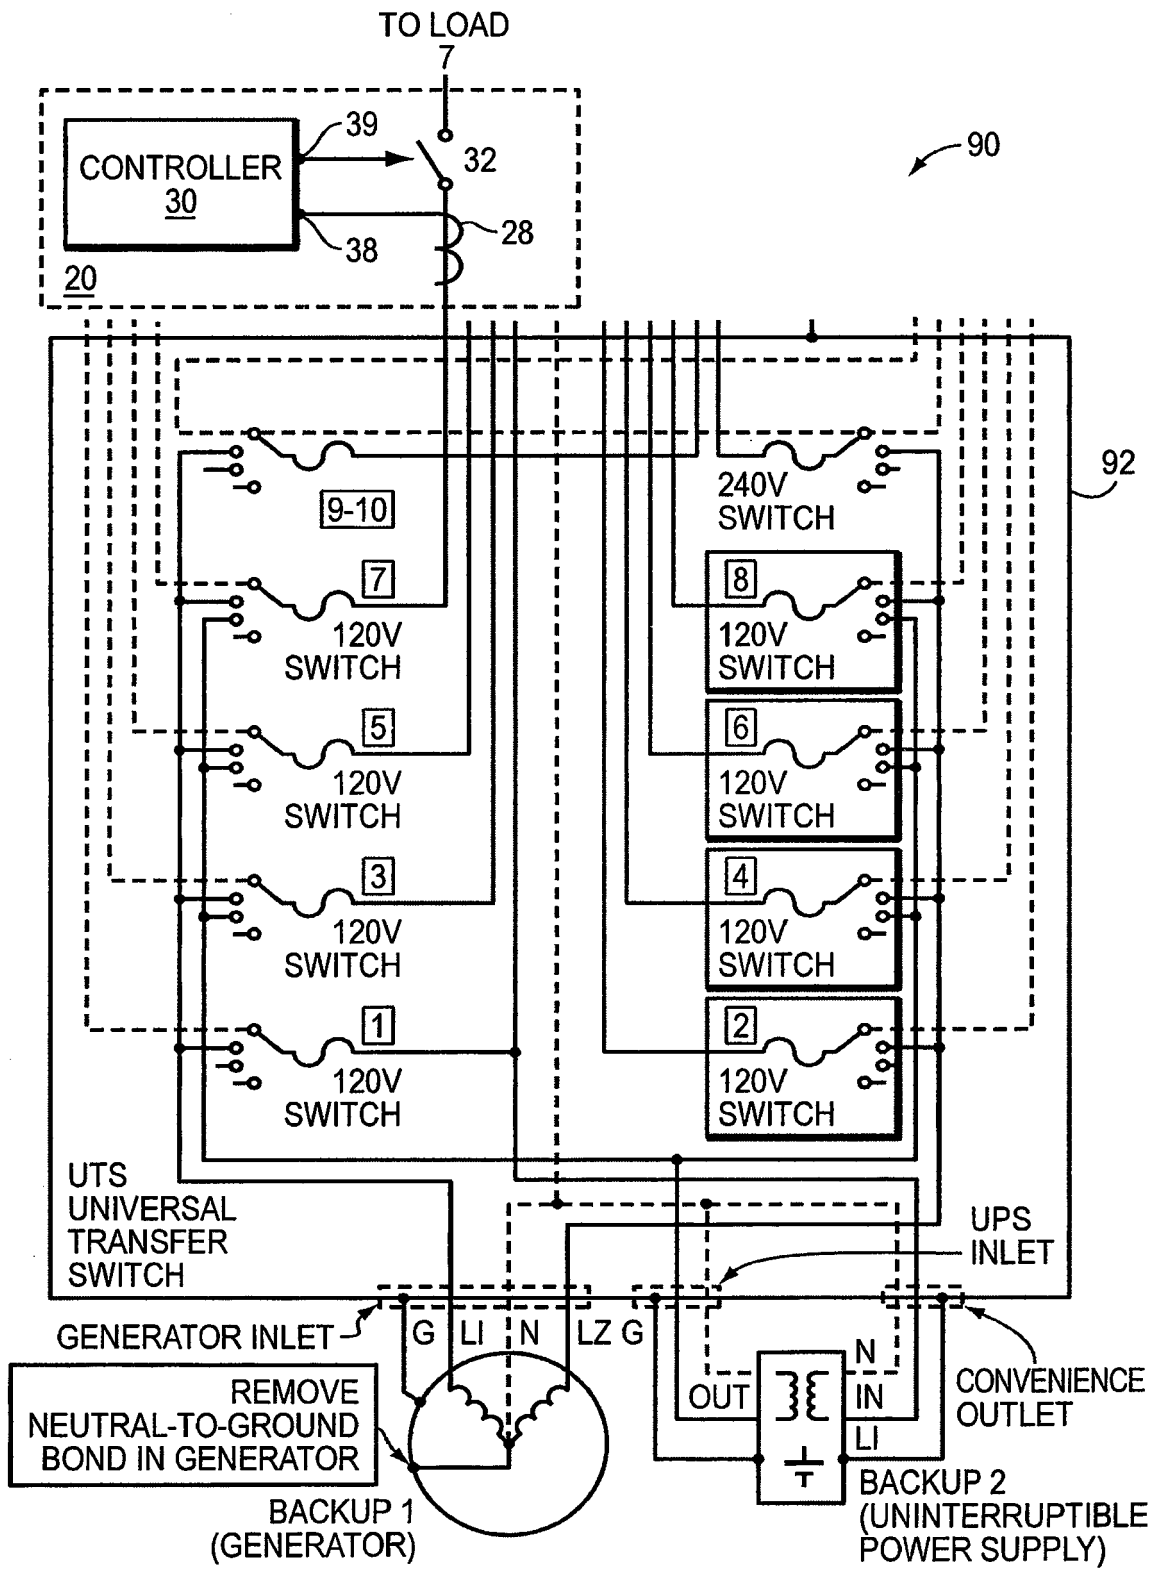 TO LOAD
7
CONTROLLER
30
39
32
38
28
20
90
92
9-10
240V
SWITCH
7
120V
SWITCH
8
120V
SWITCH
5
120V
SWITCH
6
120V
SWITCH
3
120V
SWITCH
4
120V
SWITCH
1
120V
SWITCH
2
120V
SWITCH
UTS
UNIVERSAL
TRANSFER
SWITCH
UPS
INLET
GENERATOR INLET
G LI N LZ G
REMOVE
NEUTRAL-TO-GROUND
BOND IN GENERATOR
BACKUP 1
(GENERATOR)
OUT
N
IN
LI
CONVENIENCE
OUTLET
BACKUP 2
(UNINTERRUPTIBLE
POWER SUPPLY)